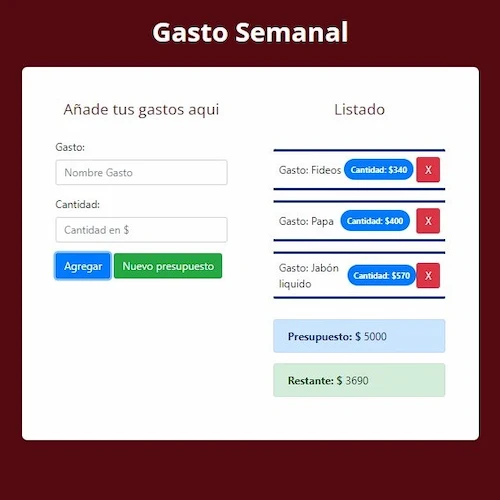 Gasto Semanal
Añade tus gastos aqui
Gasto:
Nombre Gasto
Cantidad:
Cantidad en $
Agregar Nuevo presupuesto
Listado
Gasto: Fideos Cantidad: $340 X
Gasto: Papa Cantidad: $400 X
Gasto: Jabón
liquido Cantidad: $570 X
Presupuesto: $ 5000
Restante: $ 3690